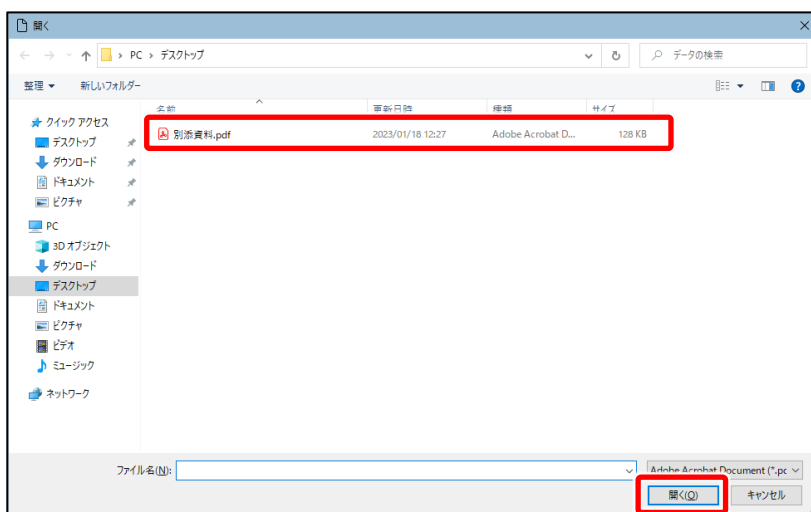 開く
PC › デスクトップ
データの検索
整理 新しいフォルダー
名前 更新日時 種類 サイズ
別添資料.pdf 2023/01/18 12:27 Adobe Acrobat D... 128 KB
クイック アクセス
デスクトップ
ダウンロード
ドキュメント
ピクチャ
PC
3D オブジェクト
ダウンロード
デスクトップ
ドキュメント
ピクチャ
ビデオ
ミュージック
ネットワーク
ファイル名(N): Adobe Acrobat Document (*.pc
開く(O) キャンセル